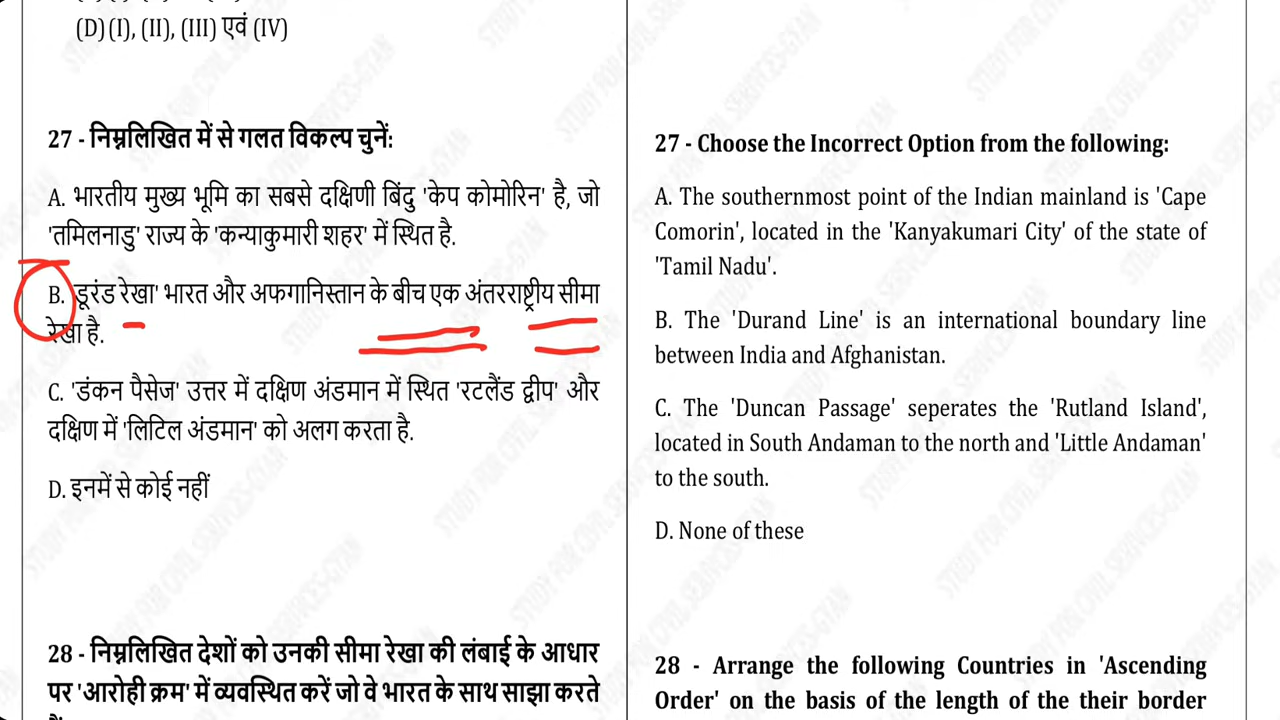 (D)(I), (II), (III) एवं (IV)
27 - निम्नलिखित में से गलत विकल्प चुनें:
A. भारतीय मुख्य भूमि का सबसे दक्षिणी बिंदु 'केप कोमोरिन' है, जो
'तमिलनाडु' राज्य के 'कन्याकुमारी शहर' में स्थित है.
B. 'डूरंड रेखा' भारत और अफगानिस्तान के बीच एक अंतरराष्ट्रीय सीमा
रेखा है.
C. 'डंकन पैसेज' उत्तर में दक्षिण अंडमान में स्थित 'रटलैंड द्वीप' और
दक्षिण में 'लिटिल अंडमान' को अलग करता है.
D. इनमें से कोई नहीं
28 - निम्नलिखित देशों को उनकी सीमा रेखा की लंबाई के आधार
पर 'आरोही क्रम' में व्यवस्थित करें जो वे भारत के साथ साझा करते
27 - Choose the Incorrect Option from the following:
A. The southernmost point of the Indian mainland is 'Cape
Comorin', located in the 'Kanyakumari City' of the state of
'Tamil Nadu'.
B. The 'Durand Line' is an international boundary line
between India and Afghanistan.
C. The 'Duncan Passage' seperates the 'Rutland Island',
located in South Andaman to the north and 'Little Andaman'
to the south.
D. None of these
28 - Arrange the following Countries in 'Ascending
Order' on the basis of the length of the their border